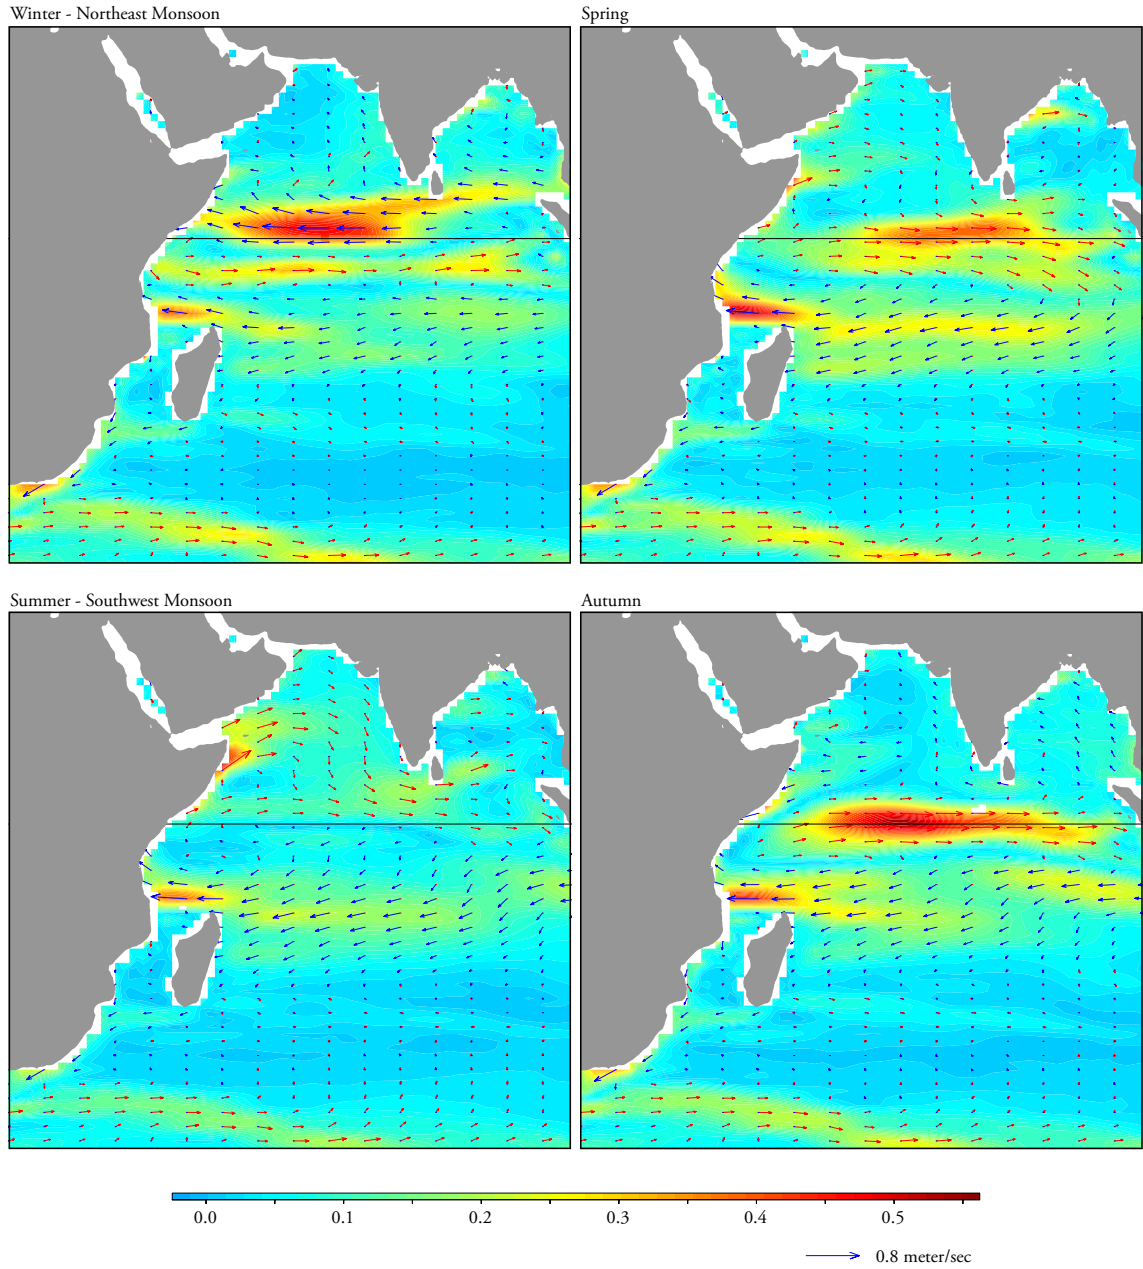 Winter - Northeast Monsoon
Spring
Summer - Southwest Monsoon
Autumn
0.0 0.1 0.2 0.3 0.4 0.5
0.8 meter/sec